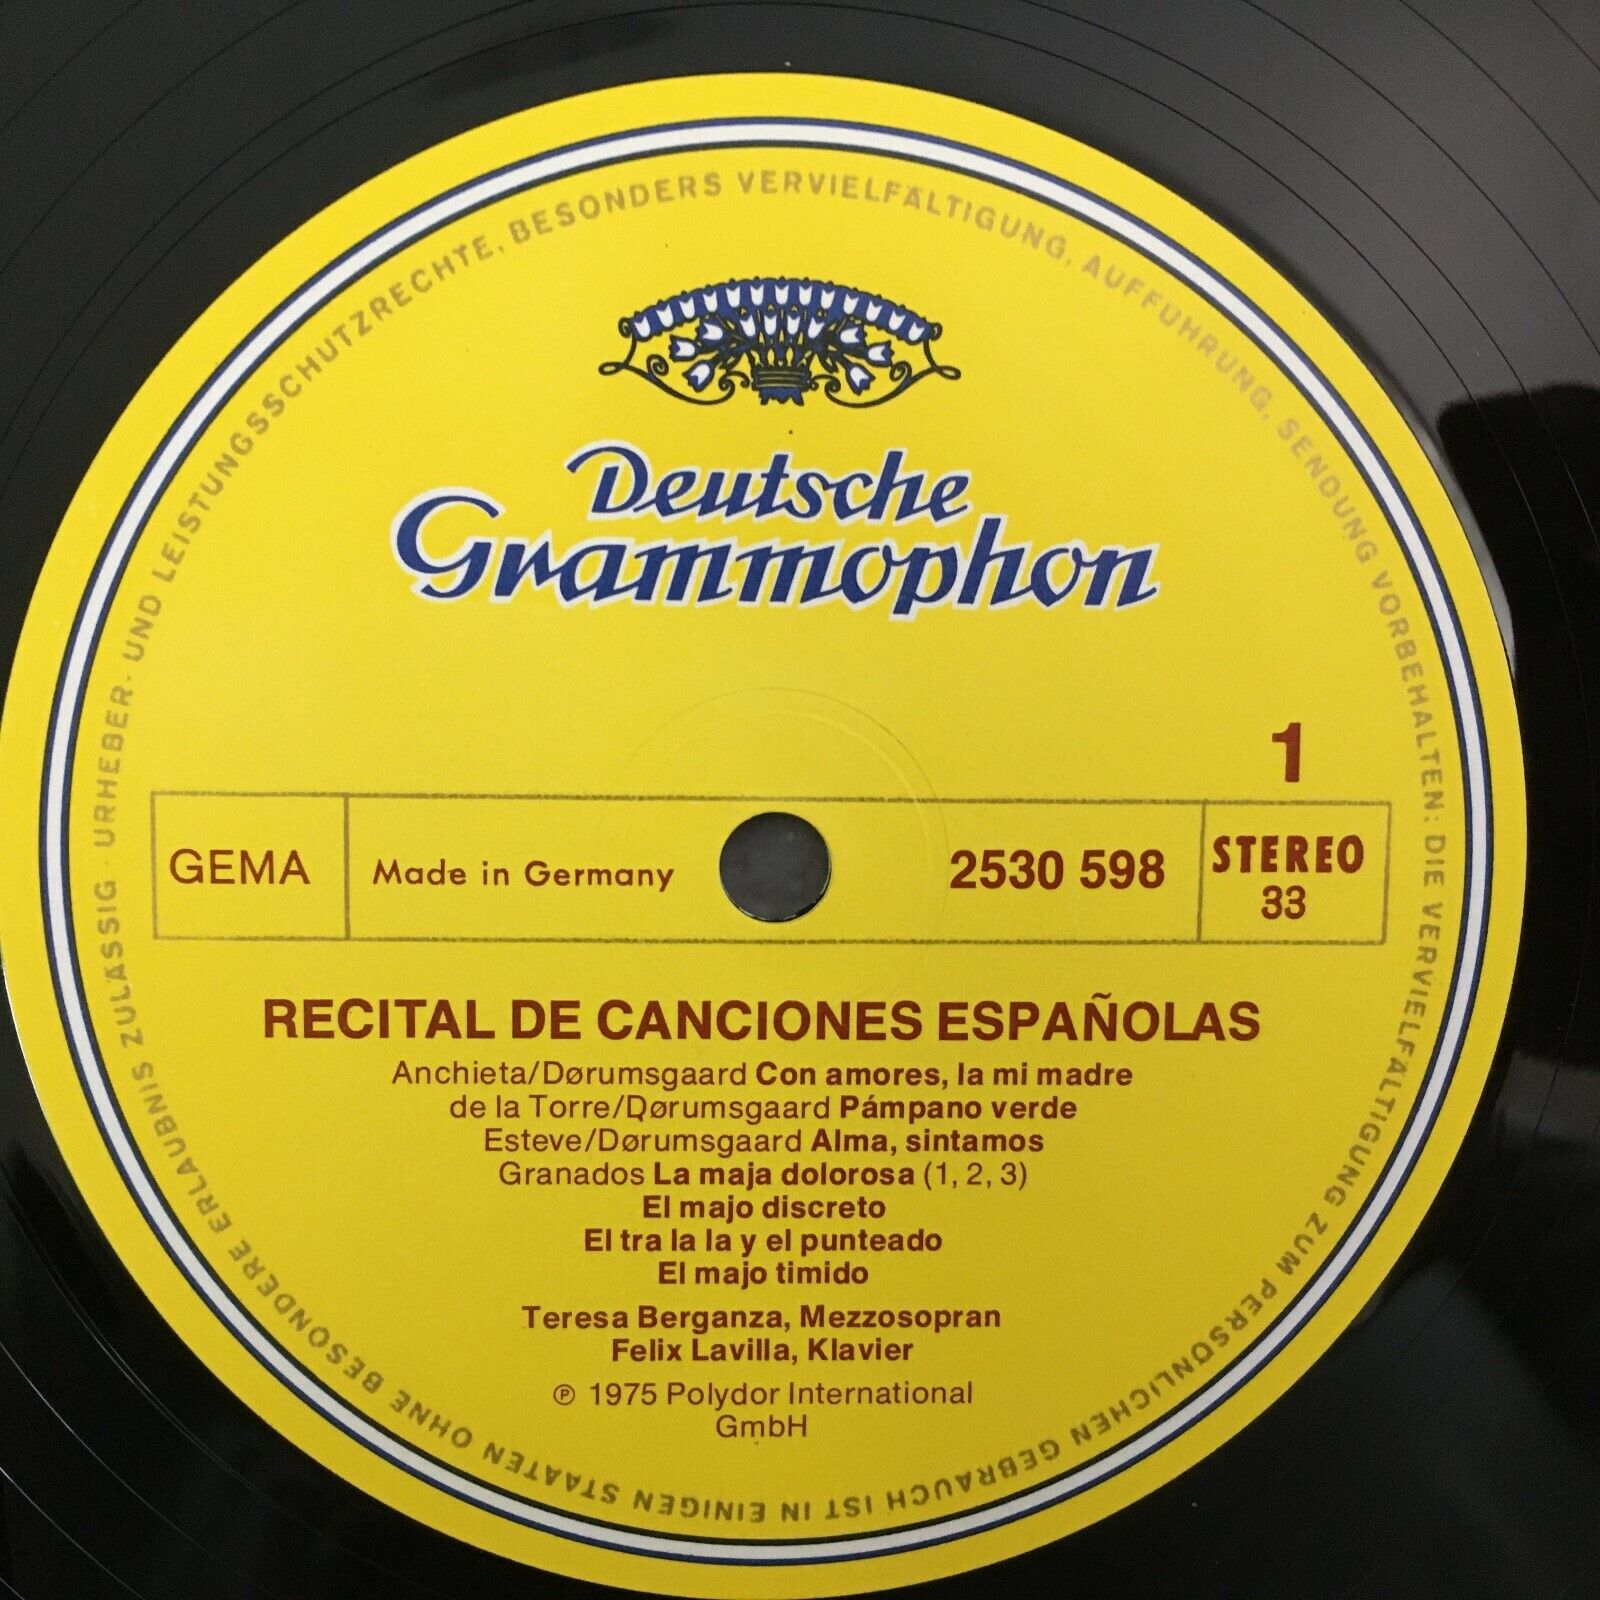 URHEBER- UND LEISTUNGSSCHUTZRECHTE, BESONDERS VERVIELFÄLTIGUNG, AUFFÜHRUNG, SENDUNG VORBEHALTEN: DIE VERVIELFÄLTIGUNG ZUM PERSÖNLICHEN GEBRAUCH IST IN EINIGEN STAATEN OHNE BESONDERE ERLAUBNIS ZULÄSSIG ·
Deutsche
Grammophon
1
GEMA
Made in Germany
2530 598
STEREO
33
RECITAL DE CANCIONES ESPAÑOLAS
Anchieta/Dørumsgaard Con amores, la mi madre
de la Torre/Dørumsgaard Pámpano verde
Esteve/Dørumsgaard Alma, sintamos
Granados La maja dolorosa (1, 2, 3)
El majo discreto
El tra la la y el punteado
El majo timido
Teresa Berganza, Mezzosopran
Felix Lavilla, Klavier
℗ 1975 Polydor International
GmbH